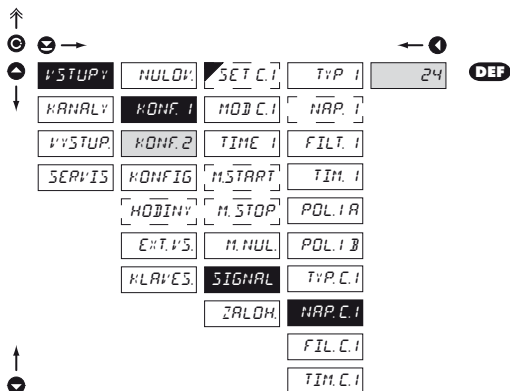 VSTUPY NULOV. SET C.1 TYP 1 24 DEF
KANALY KONF. 1 MOD C.1 NAP. 1
VYSTUP. KONF. 2 TIME 1 FILT. 1
SERVIS KONFIG M.START TIM. 1
HODINY M. STOP POL. 1 A
EXT. VS. M. NUL. POL. 1 B
KLAVES. SIGNAL TYP. C.1
ZALOH. NAP. C.1
FIL. C.1
TIM. C.1